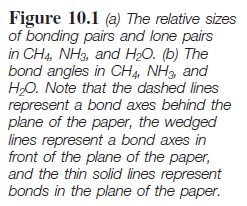 Figure 10.1 (a) The relative sizes
of bonding pairs and lone pairs
in CH₄, NH₃, and H₂O. (b) The
bond angles in CH₄, NH₃, and
H₂O. Note that the dashed lines
represent a bond axes behind the
plane of the paper, the wedged
lines represent a bond axes in
front of the plane of the paper,
and the thin solid lines represent
bonds in the plane of the paper.